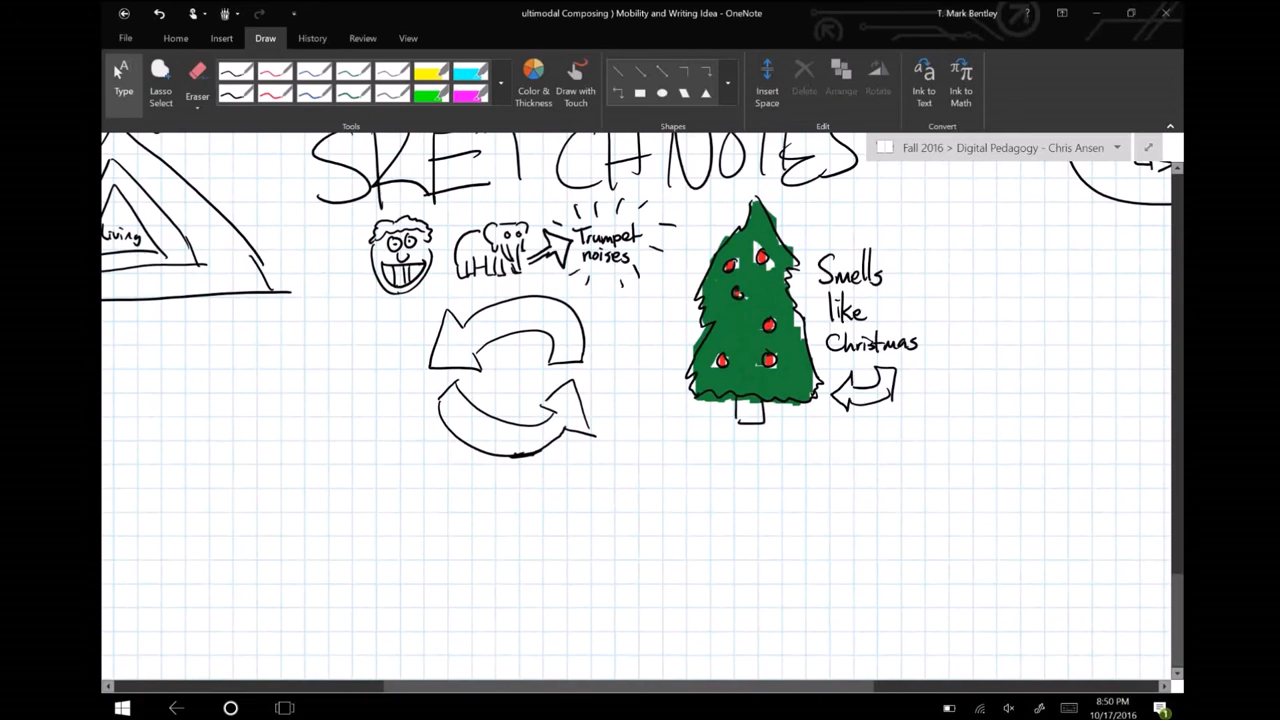 ultimodal Composing ) Mobility and Writing Idea - OneNote
T. Mark Bentley
?
File
Home
Insert
Draw
History
Review
View
Type
Lasso Select
Eraser
Color & Thickness
Draw with Touch
Insert Space
Delete
Arrange
Rotate
Ink to Text
Ink to Math
Tools
Shapes
Edit
Convert
Fall 2016 > Digital Pedagogy - Chris Ansen
SKETCHNOTES
Living
Trumpet
noises
Smells
like
Christmas
8:50 PM
10/17/2016
1